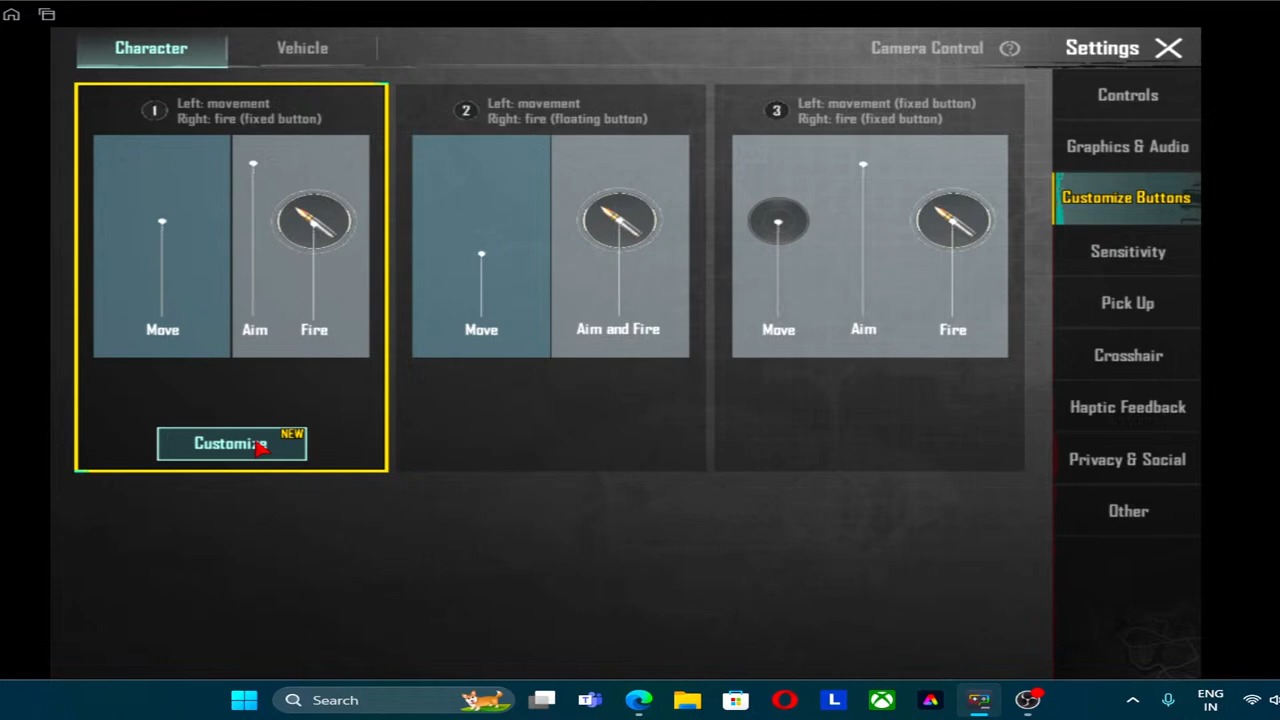 Character
Vehicle
Camera Control ?
Settings
1 Left: movement
Right: fire (fixed button)
Move
Aim
Fire
Customize
NEW
2 Left: movement
Right: fire (floating button)
Move
Aim and Fire
3 Left: movement (fixed button)
Right: fire (fixed button)
Move
Aim
Fire
Controls
Graphics & Audio
Customize Buttons
Sensitivity
Pick Up
Crosshair
Haptic Feedback
Privacy & Social
Other
Search
L
ENG
IN